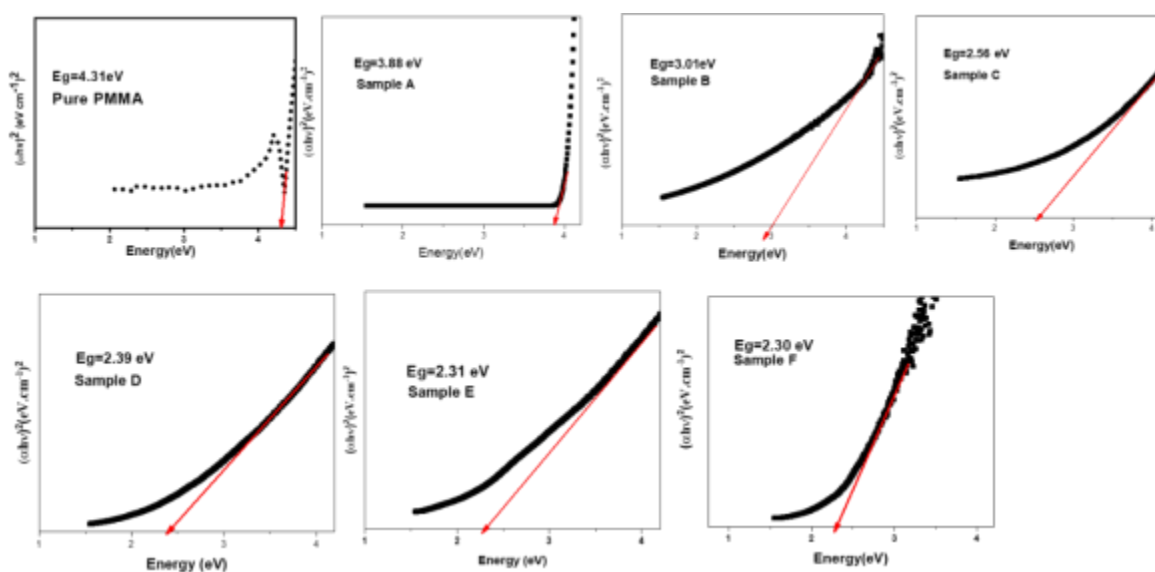 Eg=4.31eV
Pure PMMA
(αhν)² (eV cm⁻¹)²
1 2 3 4
Energy(eV)
Eg=3.88 eV
Sample A
(αhν)²(eV.cm⁻¹)²
1 2 3 4
Energy(eV)
Eg=3.01eV
Sample B
(αhν)²(eV.cm⁻¹)²
1 2 3 4
Energy(eV)
Eg=2.56 eV
Sample C
(αhν)²(eV.cm⁻¹)²
1 2 3 4
Energy(eV)
Eg=2.39 eV
Sample D
(αhν)²(eV.cm⁻¹)²
1 2 3 4
Energy (eV)
Eg=2.31 eV
Sample E
(αhν)²(eV.cm⁻¹)²
1 2 3 4
Energy (eV)
Eg=2.30 eV
Sample F
(αhν)²(eV.cm⁻¹)²
1 2 3 4
Energy(eV)